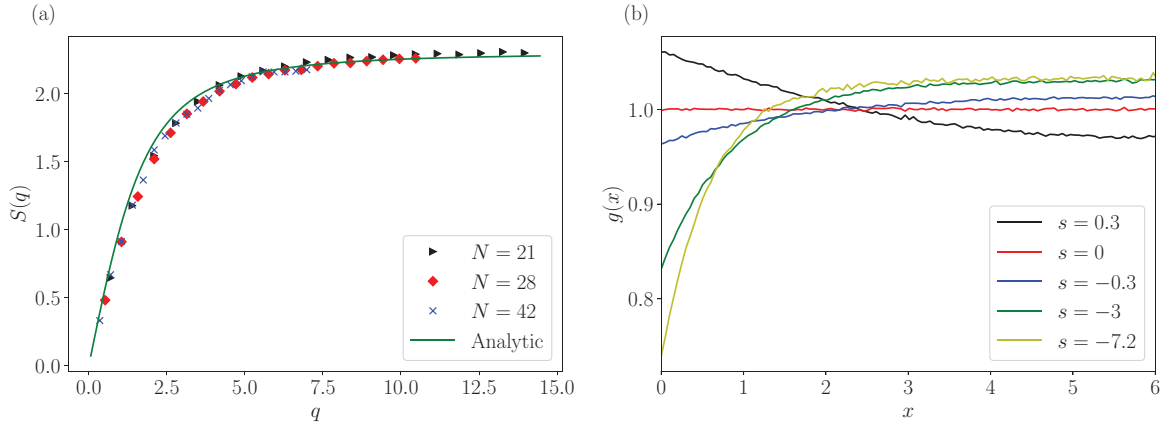 (a)
S(q)
2.0
1.5
1.0
0.5
0.0
0.0 2.5 5.0 7.5 10.0 12.5 15.0
q
N = 21
N = 28
N = 42
Analytic
(b)
g(x)
1.0
0.9
0.8
0 1 2 3 4 5 6
x
s = 0.3
s = 0
s = −0.3
s = −3
s = −7.2